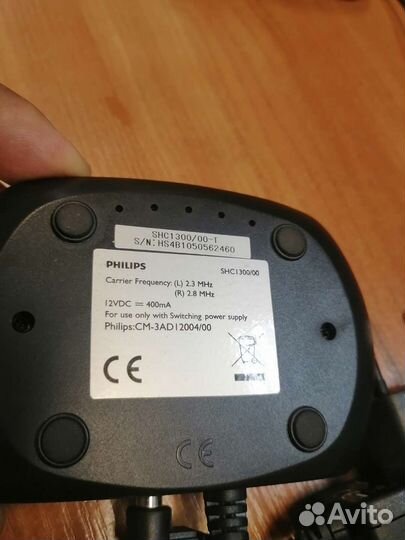 SHC1300/00-T
S/N:HS4B1050562460
PHILIPS SHC1300/00
Carrier Frequency: (L) 2.3 MHz
(R) 2.8 MHz
12VDC ⎓ 400mA
For use only with Switching power supply
Philips:CM-3AD12004/00
CE
CE
Avito